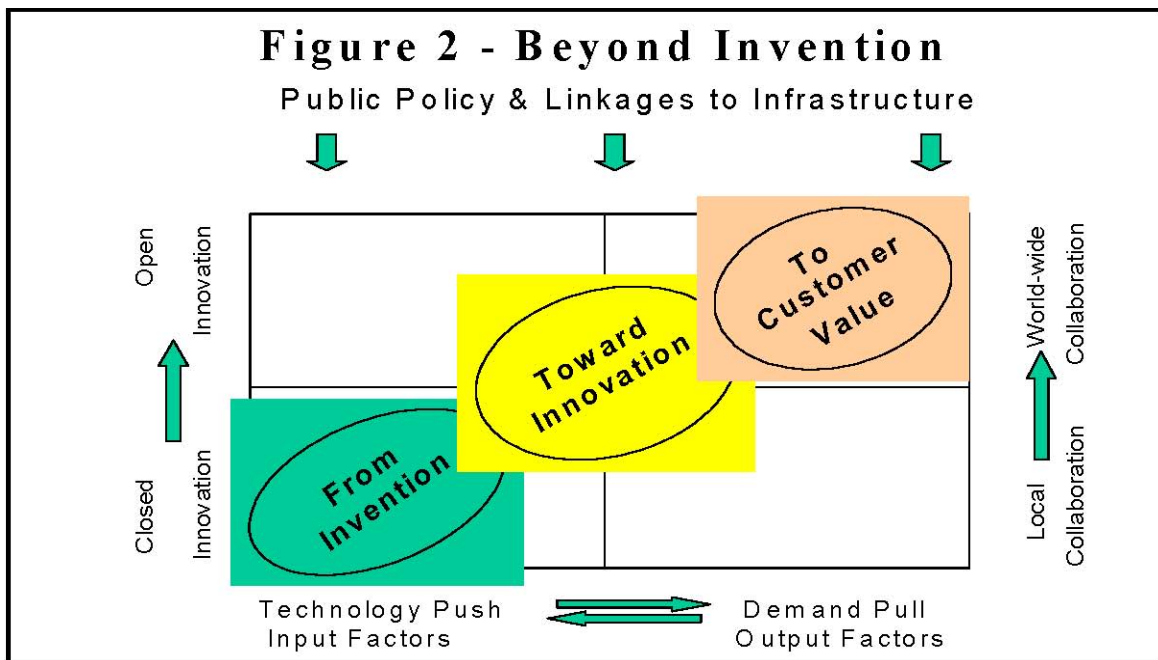 Figure 2 - Beyond Invention
Public Policy & Linkages to Infrastructure
Open
Innovation
Closed
Innovation
To
Customer
Value
Toward
Innovation
From
Invention
World-wide
Collaboration
Local
Collaboration
Technology Push
Input Factors
Demand Pull
Output Factors